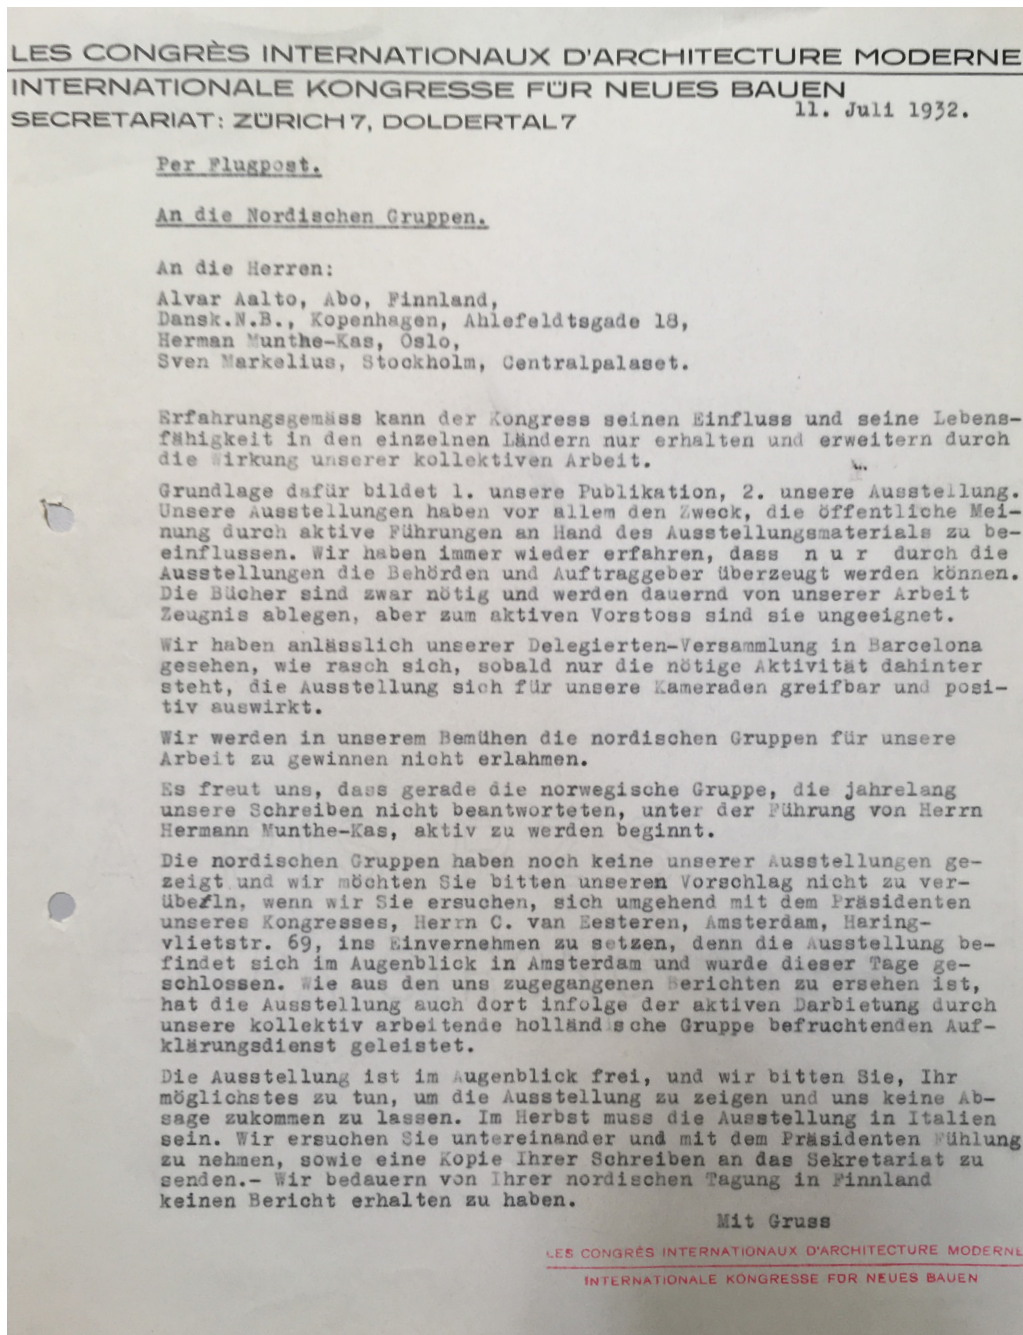 LES CONGRÈS INTERNATIONAUX D'ARCHITECTURE MODERNE
INTERNATIONALE KONGRESSE FÜR NEUES BAUEN
SECRETARIAT: ZÜRICH 7, DOLDERTAL 7
11. Juli 1932.
Per Flugpost.
An die Nordischen Gruppen.
An die Herren:
Alvar Aalto, Abo, Finnland,
Dansk.N.B., Kopenhagen, Ahlefeldtsgade 18,
Herman Munthe-Kas, Oslo,
Sven Markelius, Stockholm, Centralpalaset.
Erfahrungsgemäss kann der Kongress seinen Einfluss und seine Lebens-
fähigkeit in den einzelnen Ländern nur erhalten und erweitern durch
die Wirkung unserer kollektiven Arbeit.
Grundlage dafür bildet 1. unsere Publikation, 2. unsere Ausstellung.
Unsere Ausstellungen haben vor allem den Zweck, die öffentliche Mei-
nung durch aktive Führungen an Hand des Ausstellungsmaterials zu be-
einflussen. Wir haben immer wieder erfahren, dass n u r durch die
Ausstellungen die Behörden und Auftraggeber überzeugt werden können.
Die Bücher sind zwar nötig und werden dauernd von unserer Arbeit
Zeugnis ablegen, aber zum aktiven Vorstoss sind sie ungeeignet.
Wir haben anlässlich unserer Delegierten-Versammlung in Barcelona
gesehen, wie rasch sich, sobald nur die nötige Aktivität dahinter
steht, die Ausstellung sich für unsere Kameraden greifbar und posi-
tiv auswirkt.
Wir werden in unserem Bemühen die nordischen Gruppen für unsere
Arbeit zu gewinnen nicht erlahmen.
Es freut uns, dass gerade die norwegische Gruppe, die jahrelang
unsere Schreiben nicht beantworteten, unter der Führung von Herrn
Hermann Munthe-Kas, aktiv zu werden beginnt.
Die nordischen Gruppen haben noch keine unserer Ausstellungen ge-
zeigt und wir möchten Sie bitten unseren Vorschlag nicht zu ver-
übeln, wenn wir Sie ersuchen, sich umgehend mit dem Präsidenten
unseres Kongresses, Herrn C. van Eesteren, Amsterdam, Haring-
vlietstr. 69, ins Einvernehmen zu setzen, denn die Ausstellung be-
findet sich im Augenblick in Amsterdam und wurde dieser Tage ge-
schlossen. Wie aus den uns zugegangenen Berichten zu ersehen ist,
hat die Ausstellung auch dort infolge der aktiven Darbietung durch
unsere kollektiv arbeitende holländische Gruppe befruchtenden Auf-
klärungsdienst geleistet.
Die Ausstellung ist im Augenblick frei, und wir bitten Sie, Ihr
möglichstes zu tun, um die Ausstellung zu zeigen und uns keine Ab-
sage zukommen zu lassen. Im Herbst muss die Ausstellung in Italien
sein. Wir ersuchen Sie untereinander und mit dem Präsidenten Fühlung
zu nehmen, sowie eine Kopie Ihrer Schreiben an das Sekretariat zu
senden.- Wir bedauern von Ihrer nordischen Tagung in Finnland
keinen Bericht erhalten zu haben.
Mit Gruss
LES CONGRÈS INTERNATIONAUX D'ARCHITECTURE MODERNE
INTERNATIONALE KONGRESSE FÜR NEUES BAUEN